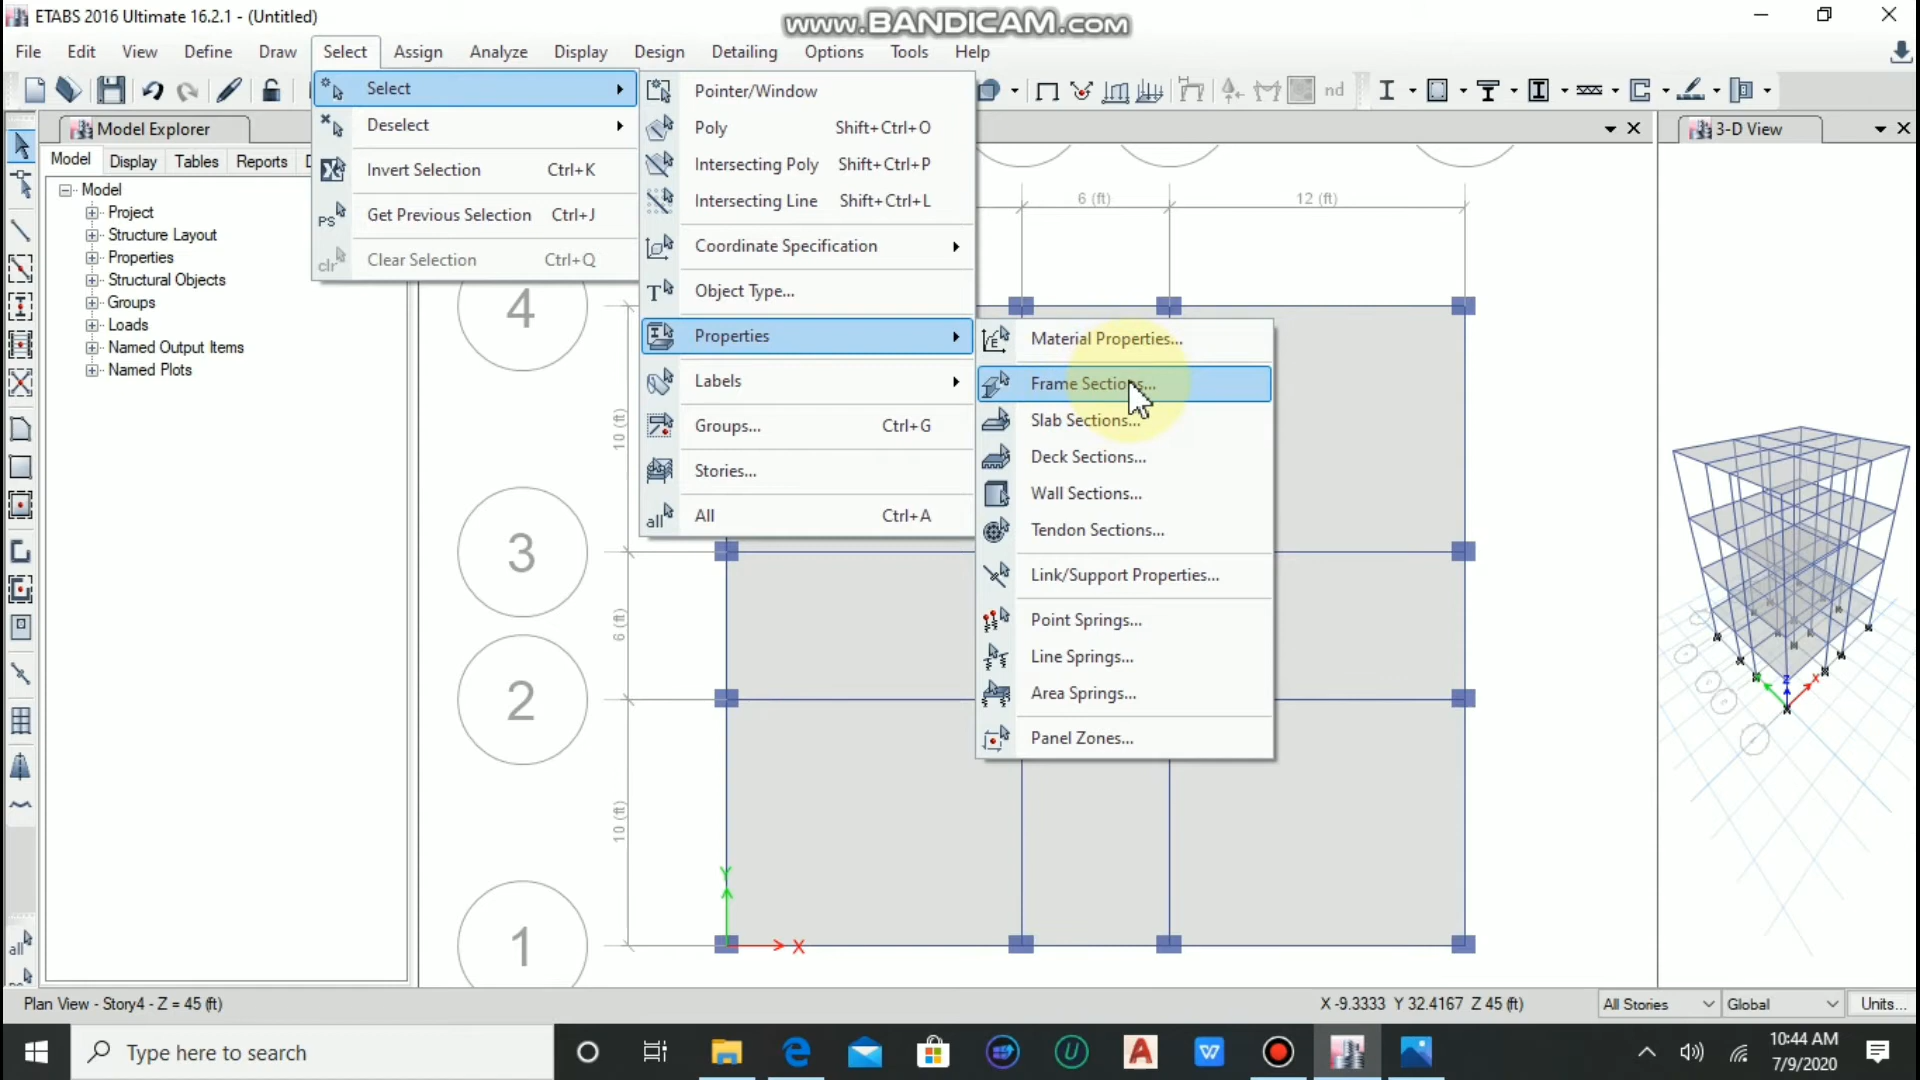 ETABS 2016 Ultimate 16.2.1 - (Untitled)
www.BANDICAM.com
File Edit View Define Draw Select Assign Analyze Display Design Detailing Options Tools Help
nd
Model Explorer
Model Display Tables Reports
Model
Project
Structure Layout
Properties
Structural Objects
Groups
Loads
Named Output Items
Named Plots
Select
Deselect
Invert Selection Ctrl+K
PS Get Previous Selection Ctrl+J
clr Clear Selection Ctrl+Q
Pointer/Window
Poly Shift+Ctrl+O
Intersecting Poly Shift+Ctrl+P
Intersecting Line Shift+Ctrl+L
Coordinate Specification
Object Type...
Properties
Labels
Groups... Ctrl+G
Stories...
all All Ctrl+A
Material Properties...
Frame Sections...
Slab Sections...
Deck Sections...
Wall Sections...
Tendon Sections...
Link/Support Properties...
Point Springs...
Line Springs...
Area Springs...
Panel Zones...
3-D View
6 (ft)
12 (ft)
4
10 (ft)
3
6 (ft)
2
10 (ft)
1
Y
X
Z
X
all
Plan View - Story4 - Z = 45 (ft)
X -9.3333 Y 32.4167 Z 45 (ft)
All Stories
Global
Units...
Type here to search
10:44 AM
7/9/2020